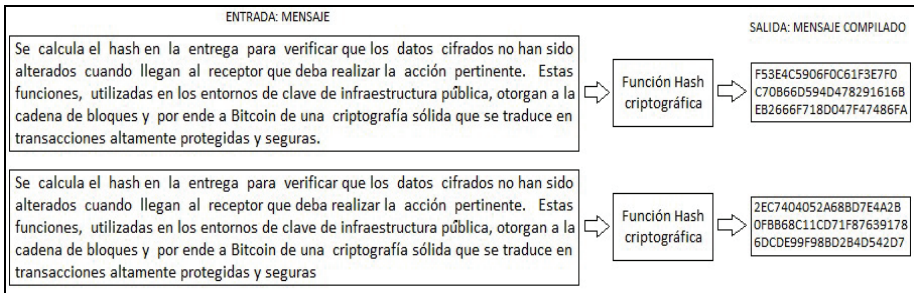 ENTRADA: MENSAJE
SALIDA: MENSAJE COMPILADO
Se calcula el hash en la entrega para verificar que los datos cifrados no han sido
alterados cuando llegan al receptor que deba realizar la acción pertinente. Estas
funciones, utilizadas en los entornos de clave de infraestructura pública, otorgan a la
cadena de bloques y por ende a Bitcoin de una criptografía sólida que se traduce en
transacciones altamente protegidas y seguras.
Función Hash
criptográfica
F53E4C5906F0C61F3E7F0
C70B66D594D478291616B
EB2666F718D047F47486FA
Se calcula el hash en la entrega para verificar que los datos cifrados no han sido
alterados cuando llegan al receptor que deba realizar la acción pertinente. Estas
funciones, utilizadas en los entornos de clave de infraestructura pública, otorgan a la
cadena de bloques y por ende a Bitcoin de una criptografía sólida que se traduce en
transacciones altamente protegidas y seguras
Función Hash
criptográfica
2EC7404052A68BD7E4A2B
0FBB68C11CD71F87639178
6DCDE99F98BD2B4D542D7